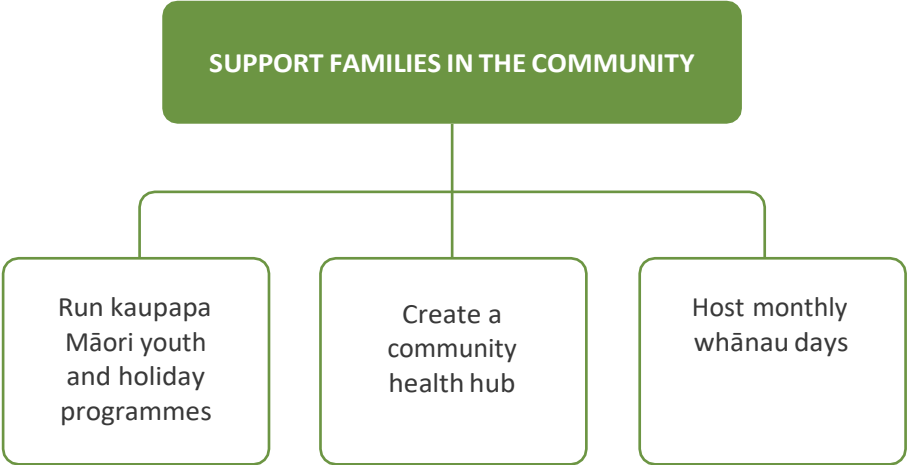 SUPPORT FAMILIES IN THE COMMUNITY
Run kaupapa
Māori youth
and holiday
programmes
Create a
community
health hub
Host monthly
whānau days